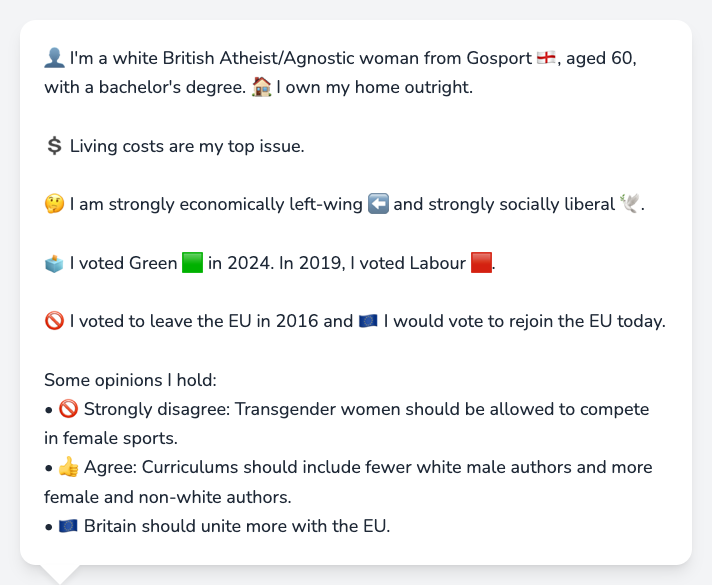 👤 I'm a white British Atheist/Agnostic woman from Gosport 🏴󠁧󠁢󠁥󠁮󠁧󠁿, aged 60,
with a bachelor's degree. 🏠 I own my home outright.
💲 Living costs are my top issue.
🤔 I am strongly economically left-wing ⬅️ and strongly socially liberal 🕊️.
🗳️ I voted Green 🟩 in 2024. In 2019, I voted Labour 🟥.
🚫 I voted to leave the EU in 2016 and 🇪🇺 I would vote to rejoin the EU today.
Some opinions I hold:
• 🚫 Strongly disagree: Transgender women should be allowed to compete
in female sports.
• 👍 Agree: Curriculums should include fewer white male authors and more
female and non-white authors.
• 🇪🇺 Britain should unite more with the EU.